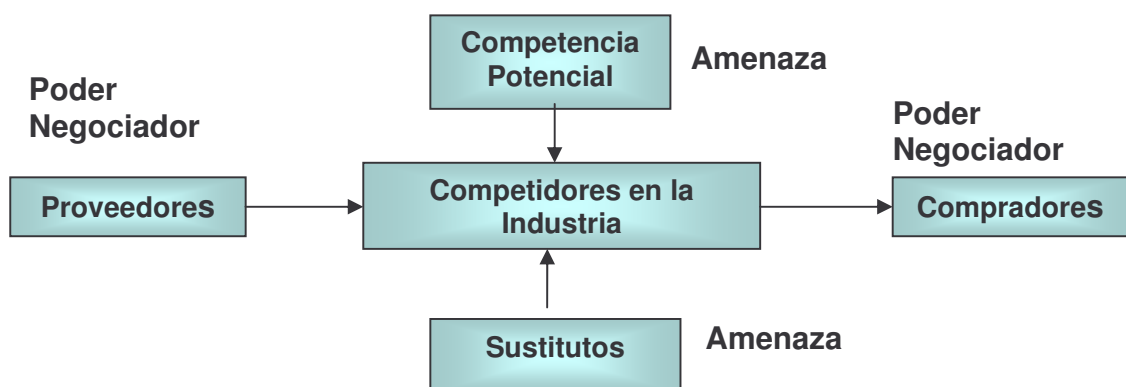 Competencia
Potencial
Amenaza
Poder
Negociador
Poder
Negociador
Proveedores
Competidores en la
Industria
Compradores
Sustitutos
Amenaza